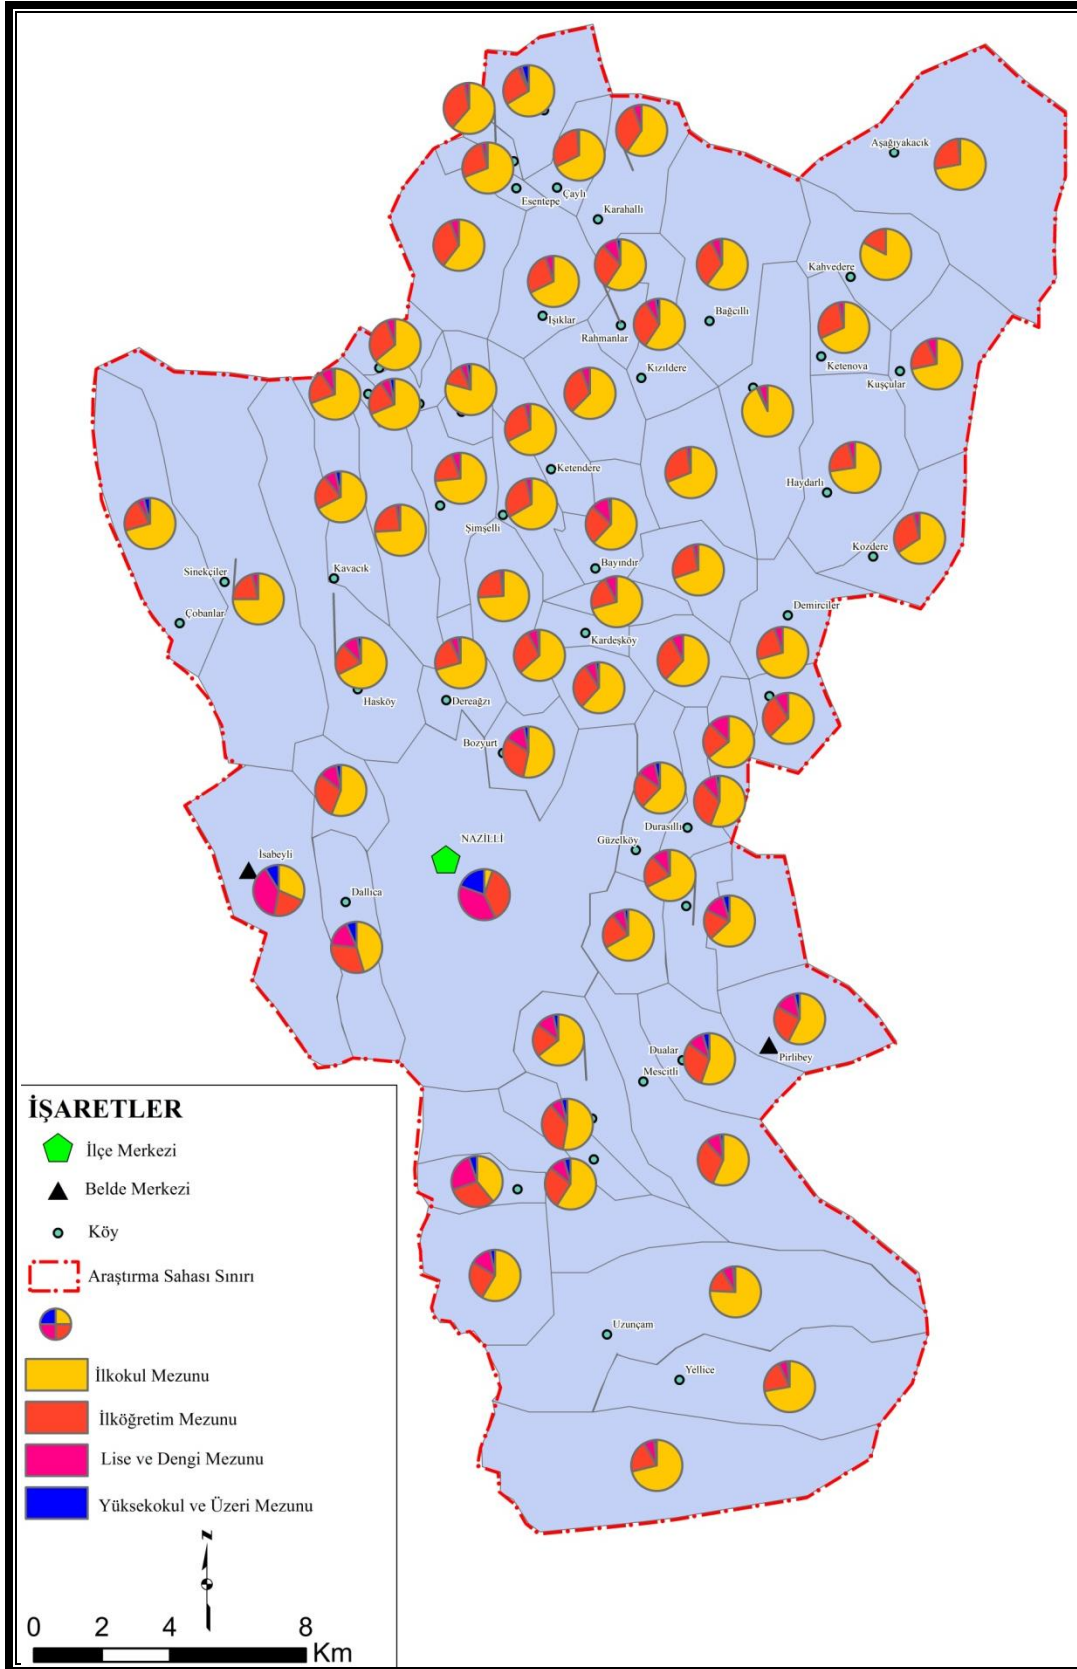 Aşağıyakacık
Esentepe
Çaylı
Karahallı
Kahvedere
Işıklar
Rahmanlar
Bağcıllı
Ketenova
Kızıldere
Kuşçular
Ketendere
Haydarlı
Şimşelli
Kozdere
Bayındır
Sinekçiler
Kavacık
Çobanlar
Demirciler
Kardeşköy
Hasköy
Dereağzı
Bozyurt
Durasıllı
NAZİLLİ
Güzelköy
İsabeyli
Dallıca
Dualar
Pirlibey
Mescitli
Uzunçam
Yellice
İŞARETLER
İlçe Merkezi
Belde Merkezi
Köy
Araştırma Sahası Sınırı
İlkokul Mezunu
İlköğretim Mezunu
Lise ve Dengi Mezunu
Yüksekokul ve Üzeri Mezunu
N
0 2 4 8
Km